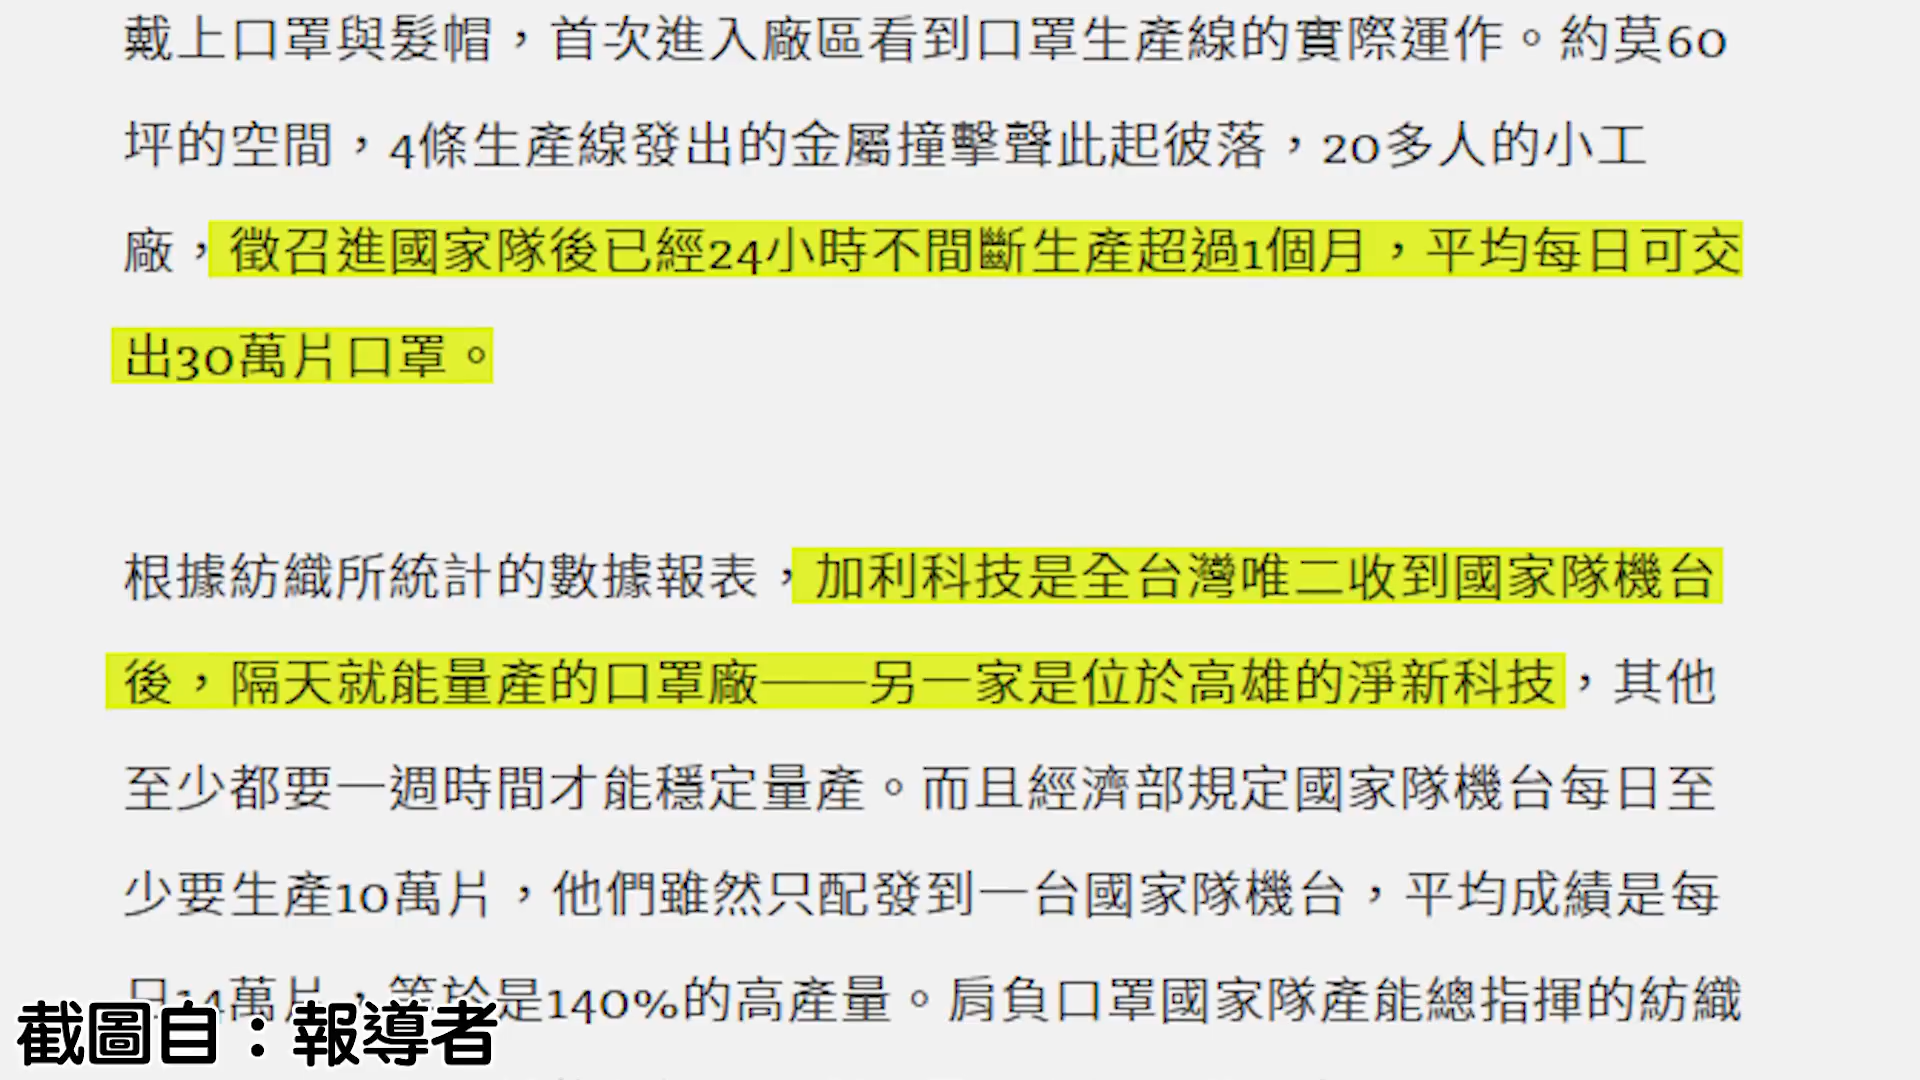 戴上口罩與髮帽，首次進入廠區看到口罩生產線的實際運作。約莫60
坪的空間，4條生產線發出的金屬撞擊聲此起彼落，20多人的小工
廠，徵召進國家隊後已經24小時不間斷生產超過1個月，平均每日可交
出30萬片口罩。
根據紡織所統計的數據報表，加利科技是全台灣唯二收到國家隊機台
後，隔天就能量產的口罩廠——另一家是位於高雄的淨新科技，其他
至少都要一週時間才能穩定量產。而且經濟部規定國家隊機台每日至
少要生產10萬片，他們雖然只配發到一台國家隊機台，平均成績是每
日14萬片，等於是140%的高產量。肩負口罩國家隊產能總指揮的紡織
截圖自：報導者